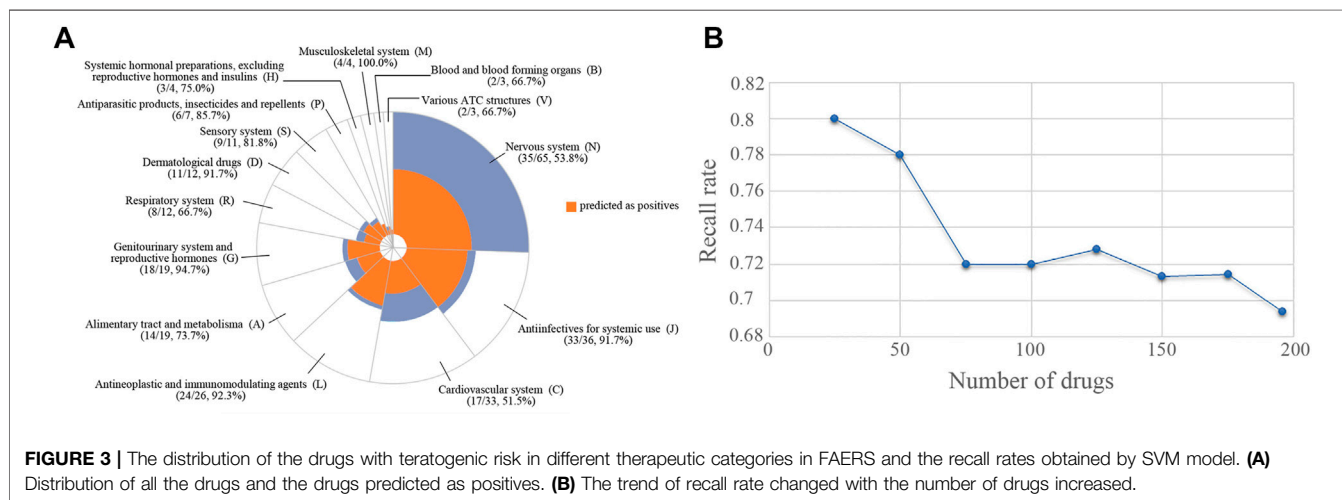 A
Musculoskeletal system (M)
(4/4, 100.0%)
Systemic hormonal preparations, excluding
reproductive hormones and insulins (H)
(3/4, 75.0%)
Blood and blood forming organs (B)
(2/3, 66.7%)
Antiparasitic products, insecticides and repellents (P)
(6/7, 85.7%)
Various ATC structures (V)
(2/3, 66.7%)
Sensory system (S)
(9/11, 81.8%)
Nervous system (N)
(35/65, 53.8%)
Dermatological drugs (D)
(11/12, 91.7%)
Respiratory system (R)
(8/12, 66.7%)
predicted as positives
Genitourinary system and
reproductive hormones (G)
(18/19, 94.7%)
Alimentary tract and metabolisma (A)
(14/19, 73.7%)
Antiinfectives for systemic use (J)
(33/36, 91.7%)
Antineoplastic and immunomodulating agents (L)
(24/26, 92.3%)
Cardiovascular system (C)
(17/33, 51.5%)
B
Recall rate
0.82
0.8
0.78
0.76
0.74
0.72
0.7
0.68
0 50 100 150 200
Number of drugs
FIGURE 3 | The distribution of the drugs with teratogenic risk in different therapeutic categories in FAERS and the recall rates obtained by SVM model. (A)
Distribution of all the drugs and the drugs predicted as positives. (B) The trend of recall rate changed with the number of drugs increased.